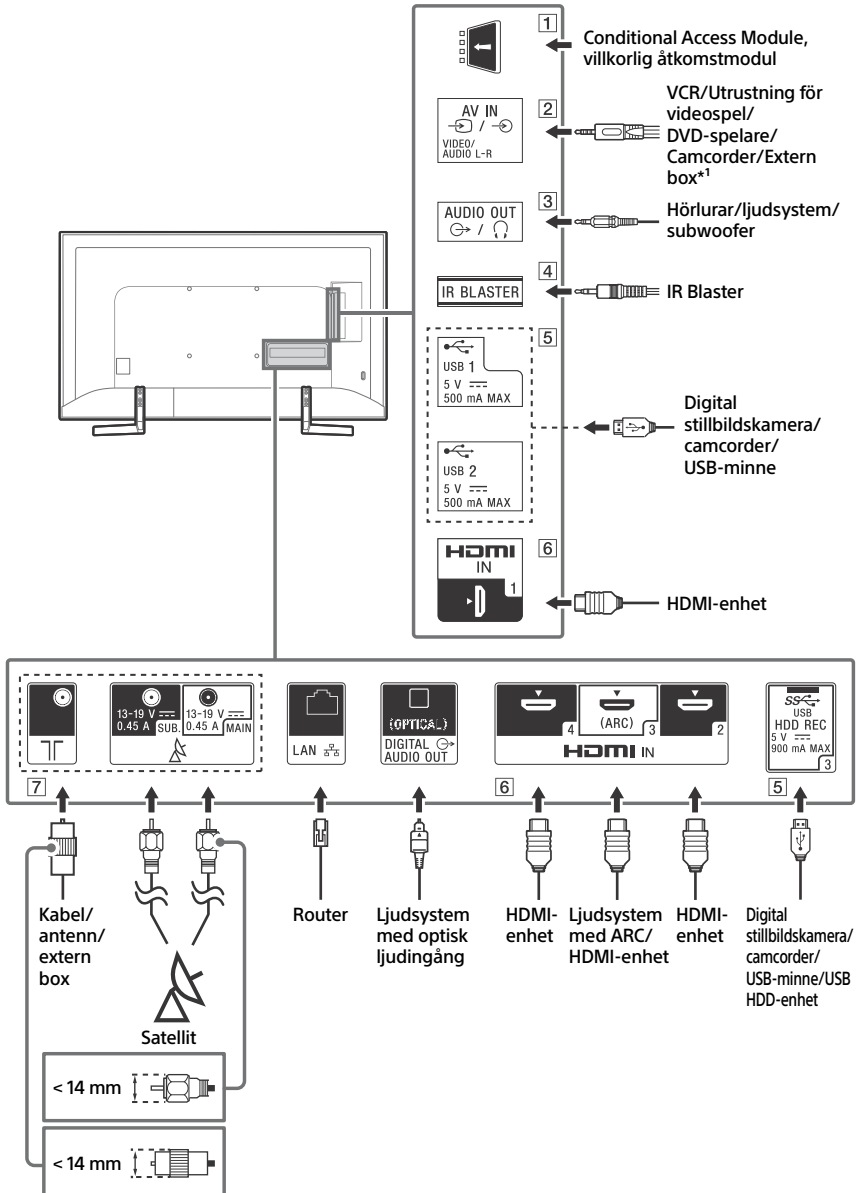 1
Conditional Access Module,
villkorlig åtkomstmodul
AV IN
/
VIDEO/
AUDIO L-R
2
VCR/Utrustning för
videospel/
DVD-spelare/
Camcorder/Extern
box*1
AUDIO OUT
/
3
Hörlurar/ljudsystem/
subwoofer
IR BLASTER
4
IR Blaster
5
USB 1
5 V
500 mA MAX
USB 2
5 V
500 mA MAX
Digital
stillbildskamera/
camcorder/
USB-minne
HDMI
IN
1
6
HDMI-enhet
7
13-19 V
0.45 A SUB.
13-19 V
0.45 A MAIN
LAN
(OPTICAL)
DIGITAL
AUDIO OUT
6
4
(ARC) 3
2
HDMI IN
SS
USB
HDD REC
5 V
900 mA MAX
3
5
Kabel/
antenn/
extern
box
Satellit
Router
Ljudsystem
med optisk
ljudingång
HDMI-
enhet
Ljudsystem
med ARC/
HDMI-enhet
HDMI-
enhet
Digital
stillbildskamera/
camcorder/
USB-minne/USB
HDD-enhet
< 14 mm
< 14 mm